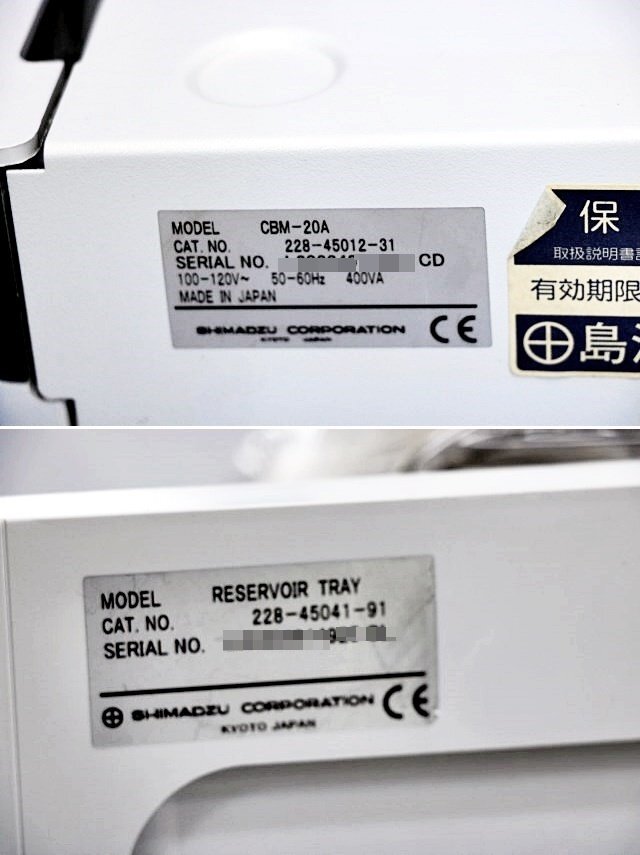 MODEL CBM-20A
CAT. NO. 228-45012-31
SERIAL NO. CD
100-120V~ 50-60Hz 400VA
MADE IN JAPAN
SHIMADZU CORPORATION
KYOTO JAPAN
CE
保
取扱説明書
有効期限
島
MODEL RESERVOIR TRAY
CAT. NO. 228-45041-91
SERIAL NO.
SHIMADZU CORPORATION
KYOTO JAPAN
CE